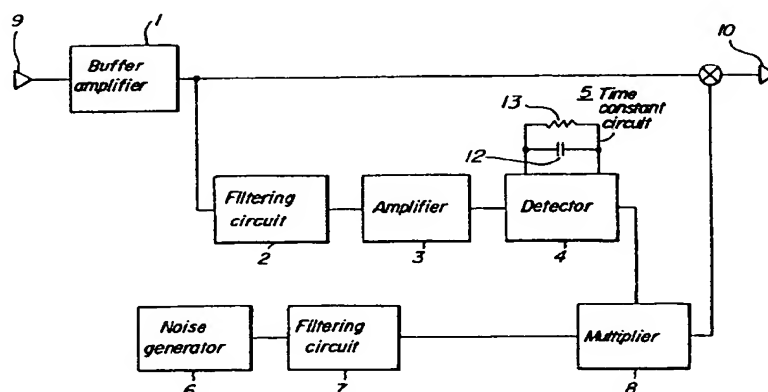 9
1
Buffer
amplifier
10
5 Time
constant
circuit
13
12
Filtering
circuit
2
Amplifier
3
Detector
4
Noise
generator
6
Filtering
circuit
7
Multiplier
8